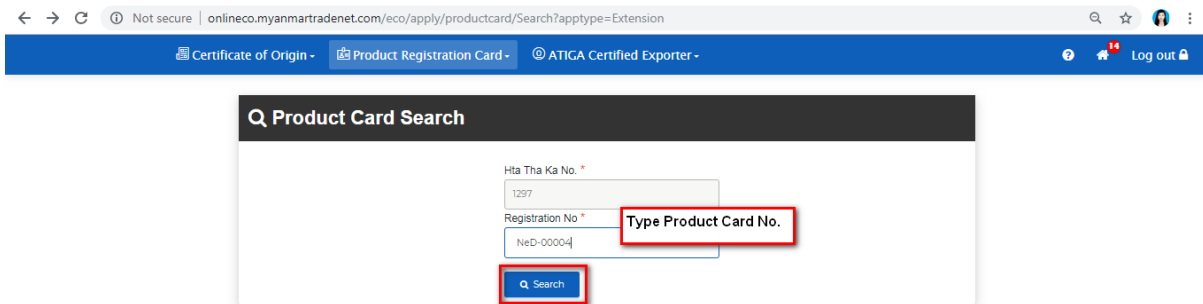 Not secure | onlineco.myanmartradenet.com/eco/apply/productcard/Search?apptype=Extension
Certificate of Origin Product Registration Card ATIGA Certified Exporter ? 14 Log out
Product Card Search
Hta Tha Ka No. *
1297
Registration No *
Type Product Card No.
NeD-00004
Search